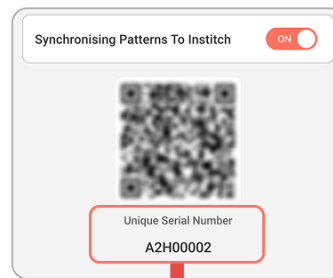 Synchronising Patterns To Institch
ON
Unique Serial Number
A2H00002